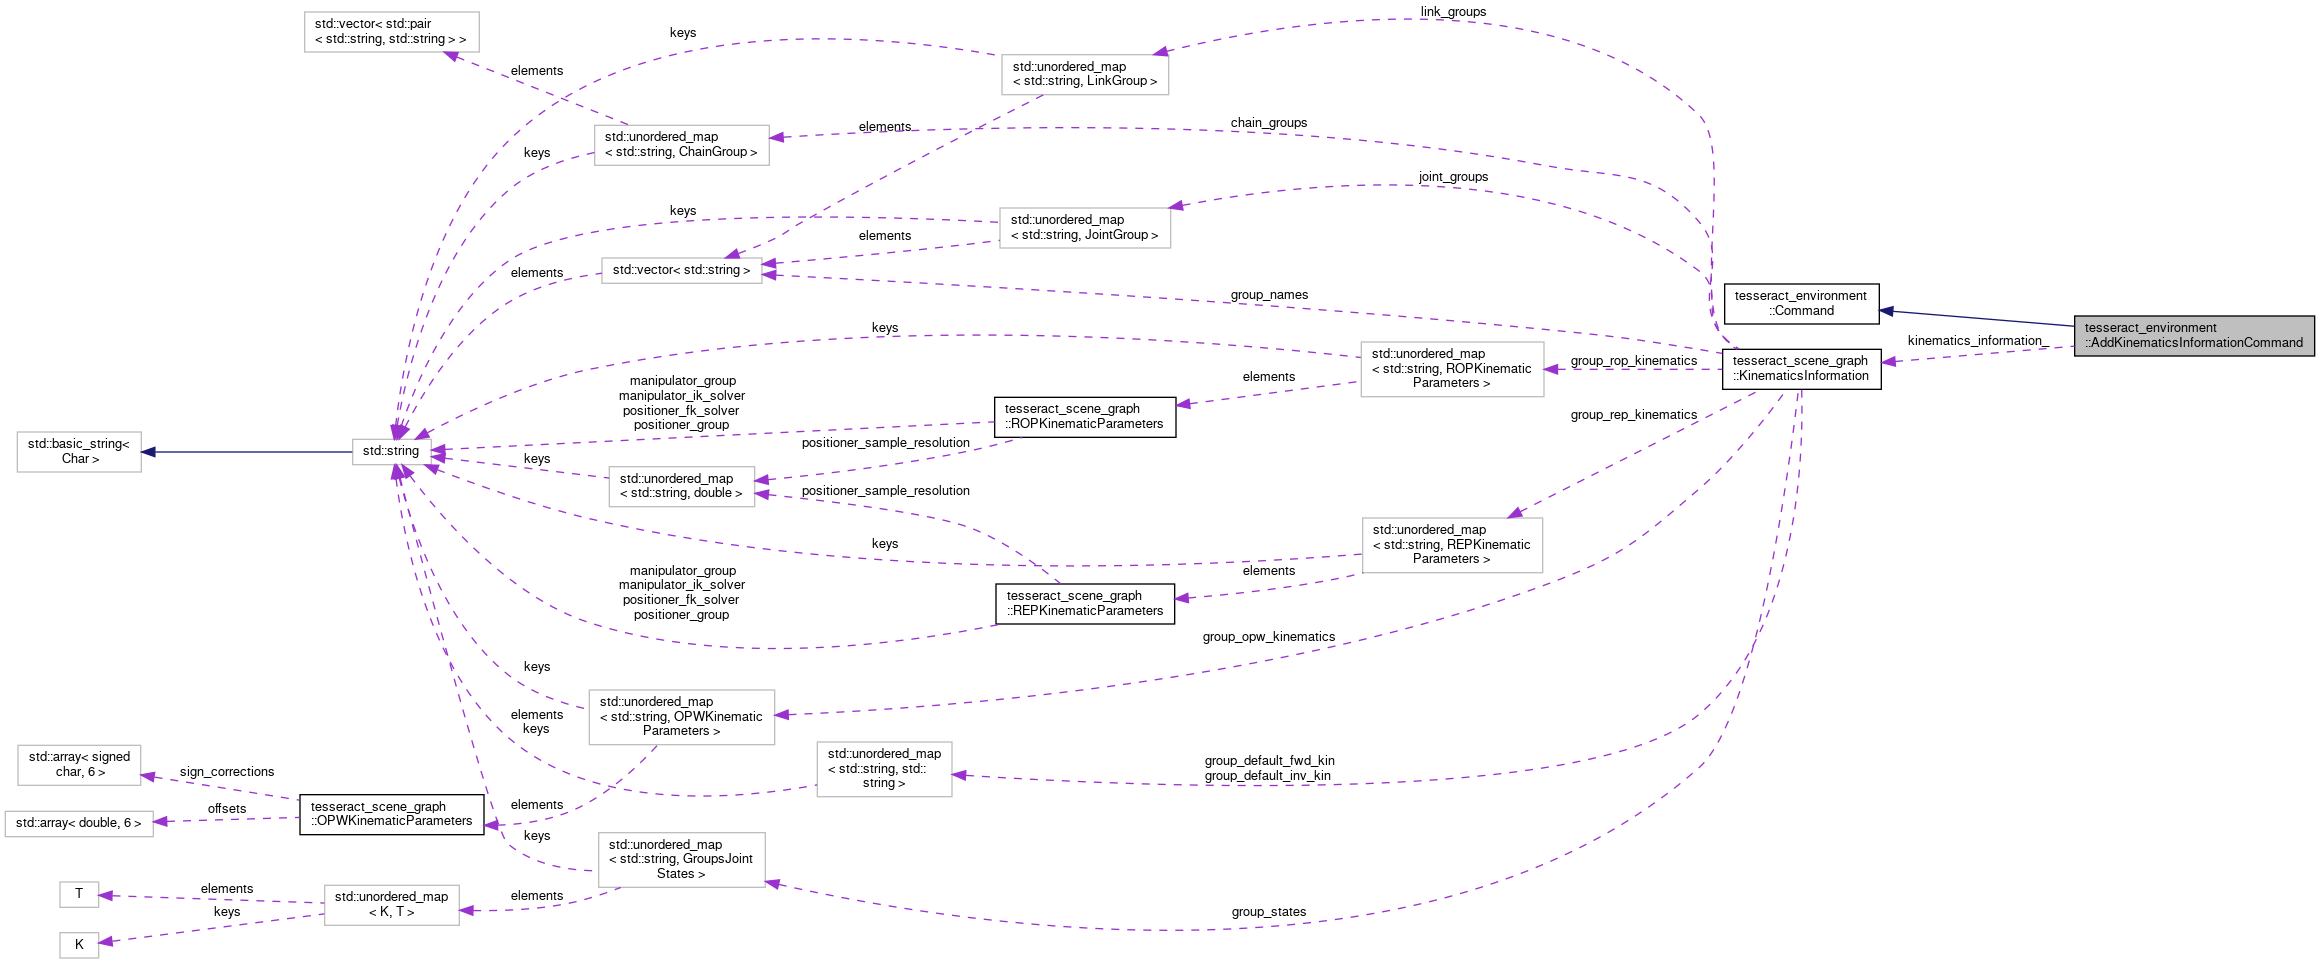 link_groups
std::vector< std::pair
< std::string, std::string > >
keys
elements
std::unordered_map
< std::string, LinkGroup >
std::unordered_map
< std::string, ChainGroup >
elements
chain_groups
keys
joint_groups
keys
std::unordered_map
< std::string, JointGroup >
elements
std::vector< std::string >
elements
group_names
tesseract_environment
::Command
tesseract_environment
::AddKinematicsInformationCommand
kinematics_information_
keys
std::unordered_map
< std::string, ROPKinematic
Parameters >
group_rop_kinematics
tesseract_scene_graph
::KinematicsInformation
elements
manipulator_group
manipulator_ik_solver
positioner_fk_solver
positioner_group
tesseract_scene_graph
::ROPKinematicParameters
group_rep_kinematics
std::basic_string<
Char >
std::string
positioner_sample_resolution
keys
std::unordered_map
< std::string, double >
positioner_sample_resolution
std::unordered_map
< std::string, REPKinematic
Parameters >
keys
elements
manipulator_group
manipulator_ik_solver
positioner_fk_solver
positioner_group
tesseract_scene_graph
::REPKinematicParameters
group_opw_kinematics
keys
std::unordered_map
< std::string, OPWKinematic
Parameters >
elements
keys
std::unordered_map
< std::string, std::
string >
group_default_fwd_kin
group_default_inv_kin
std::array< signed
char, 6 >
sign_corrections
std::array< double, 6 >
offsets
tesseract_scene_graph
::OPWKinematicParameters
elements
keys
std::unordered_map
< std::string, GroupsJoint
States >
T
elements
keys
std::unordered_map
< K, T >
elements
group_states
K